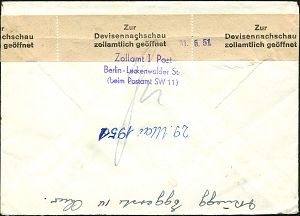 Zur Devisennachschau zollamtlich geöffnet
Zur
Devisennachschau
zollamtlich geöffnet
Zur Devisennachschau zollamtlich geöffnet
31. 5. 51
Zollamt I Post
Berlin-Luckenwalder Str.
(beim Postamt SW 11)
29. Mai 1951